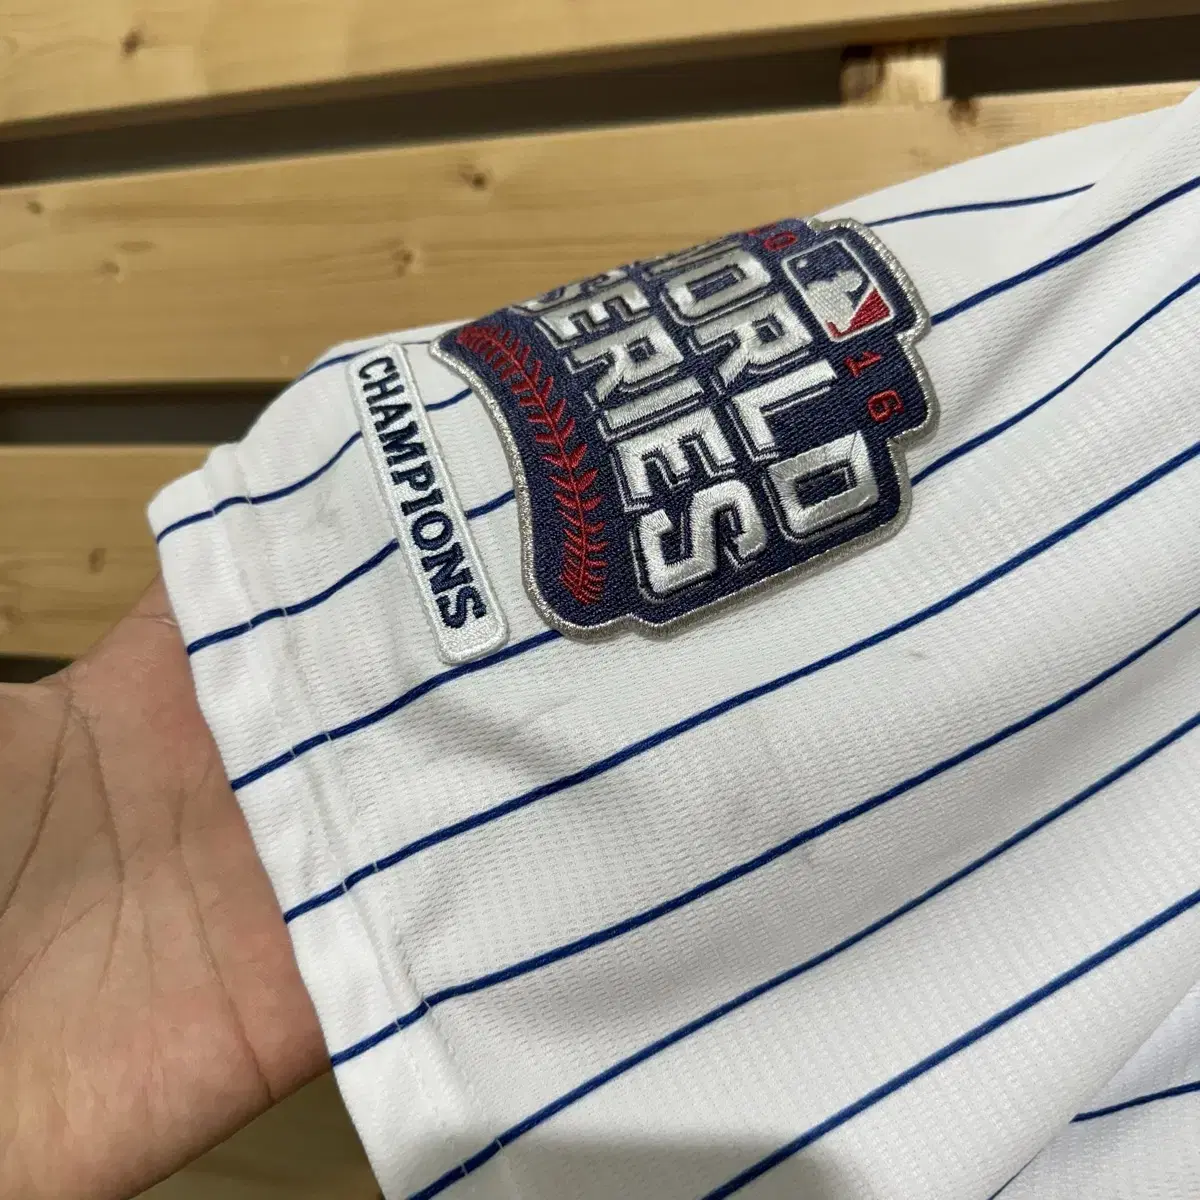 2016
WORLD
SERIES
CHAMPIONS